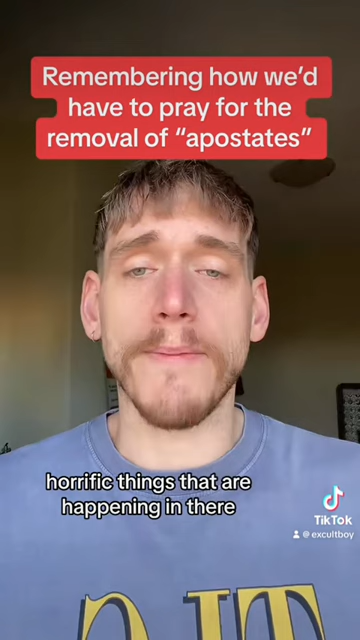 Remembering how we'd
have to pray for the
removal of “apostates”
horrific things that are
happening in there
TikTok
@excultboy